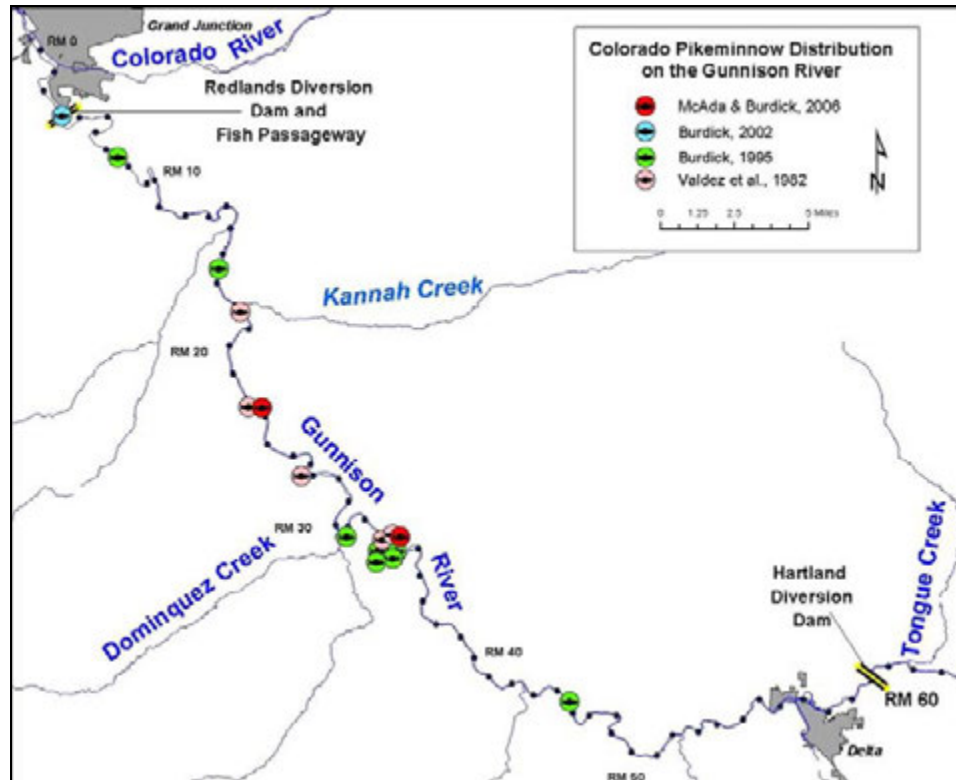 Grand Junction
RM 0
Colorado River
Redlands Diversion
Dam and
Fish Passageway
Colorado Pikeminnow Distribution
on the Gunnison River
McAda & Burdick, 2006
Burdick, 2002
Burdick, 1995
Valdez et al., 1982
N
0 1.25 2.5 5 Miles
RM 10
Kannah Creek
RM 20
Gunnison
River
RM 30
Dominquez Creek
Hartland
Diversion
Dam
Tongue Creek
RM 40
RM 60
Delta
RM 50